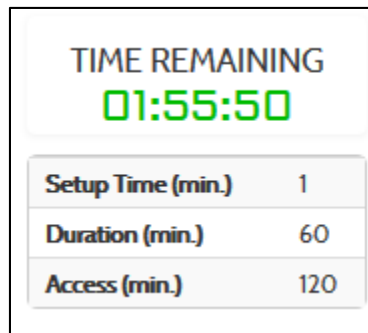 TIME REMAINING
01:55:50
Setup Time (min.) 1
Duration (min.) 60
Access (min.) 120